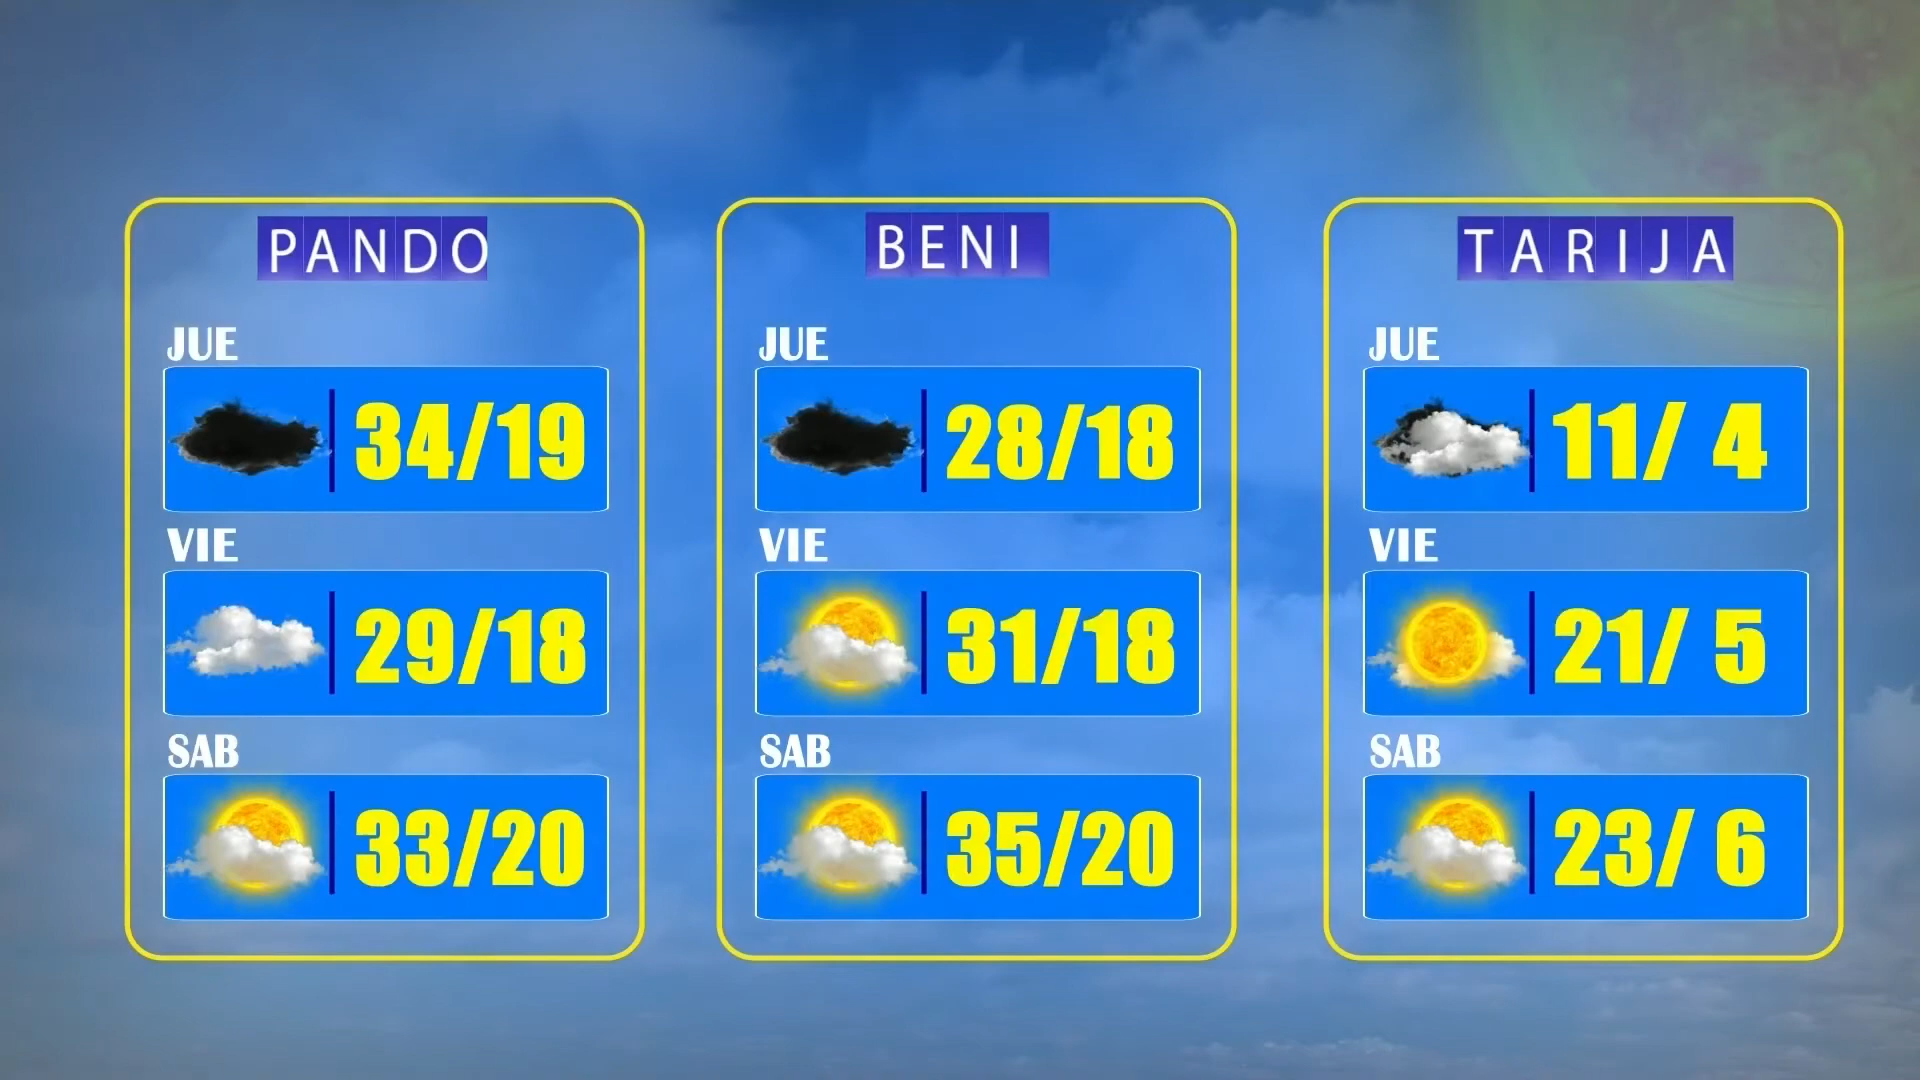 PANDO
JUE
34/19
VIE
29/18
SAB
33/20
BENI
JUE
28/18
VIE
31/18
SAB
35/20
TARIJA
JUE
11/ 4
VIE
21/ 5
SAB
23/ 6